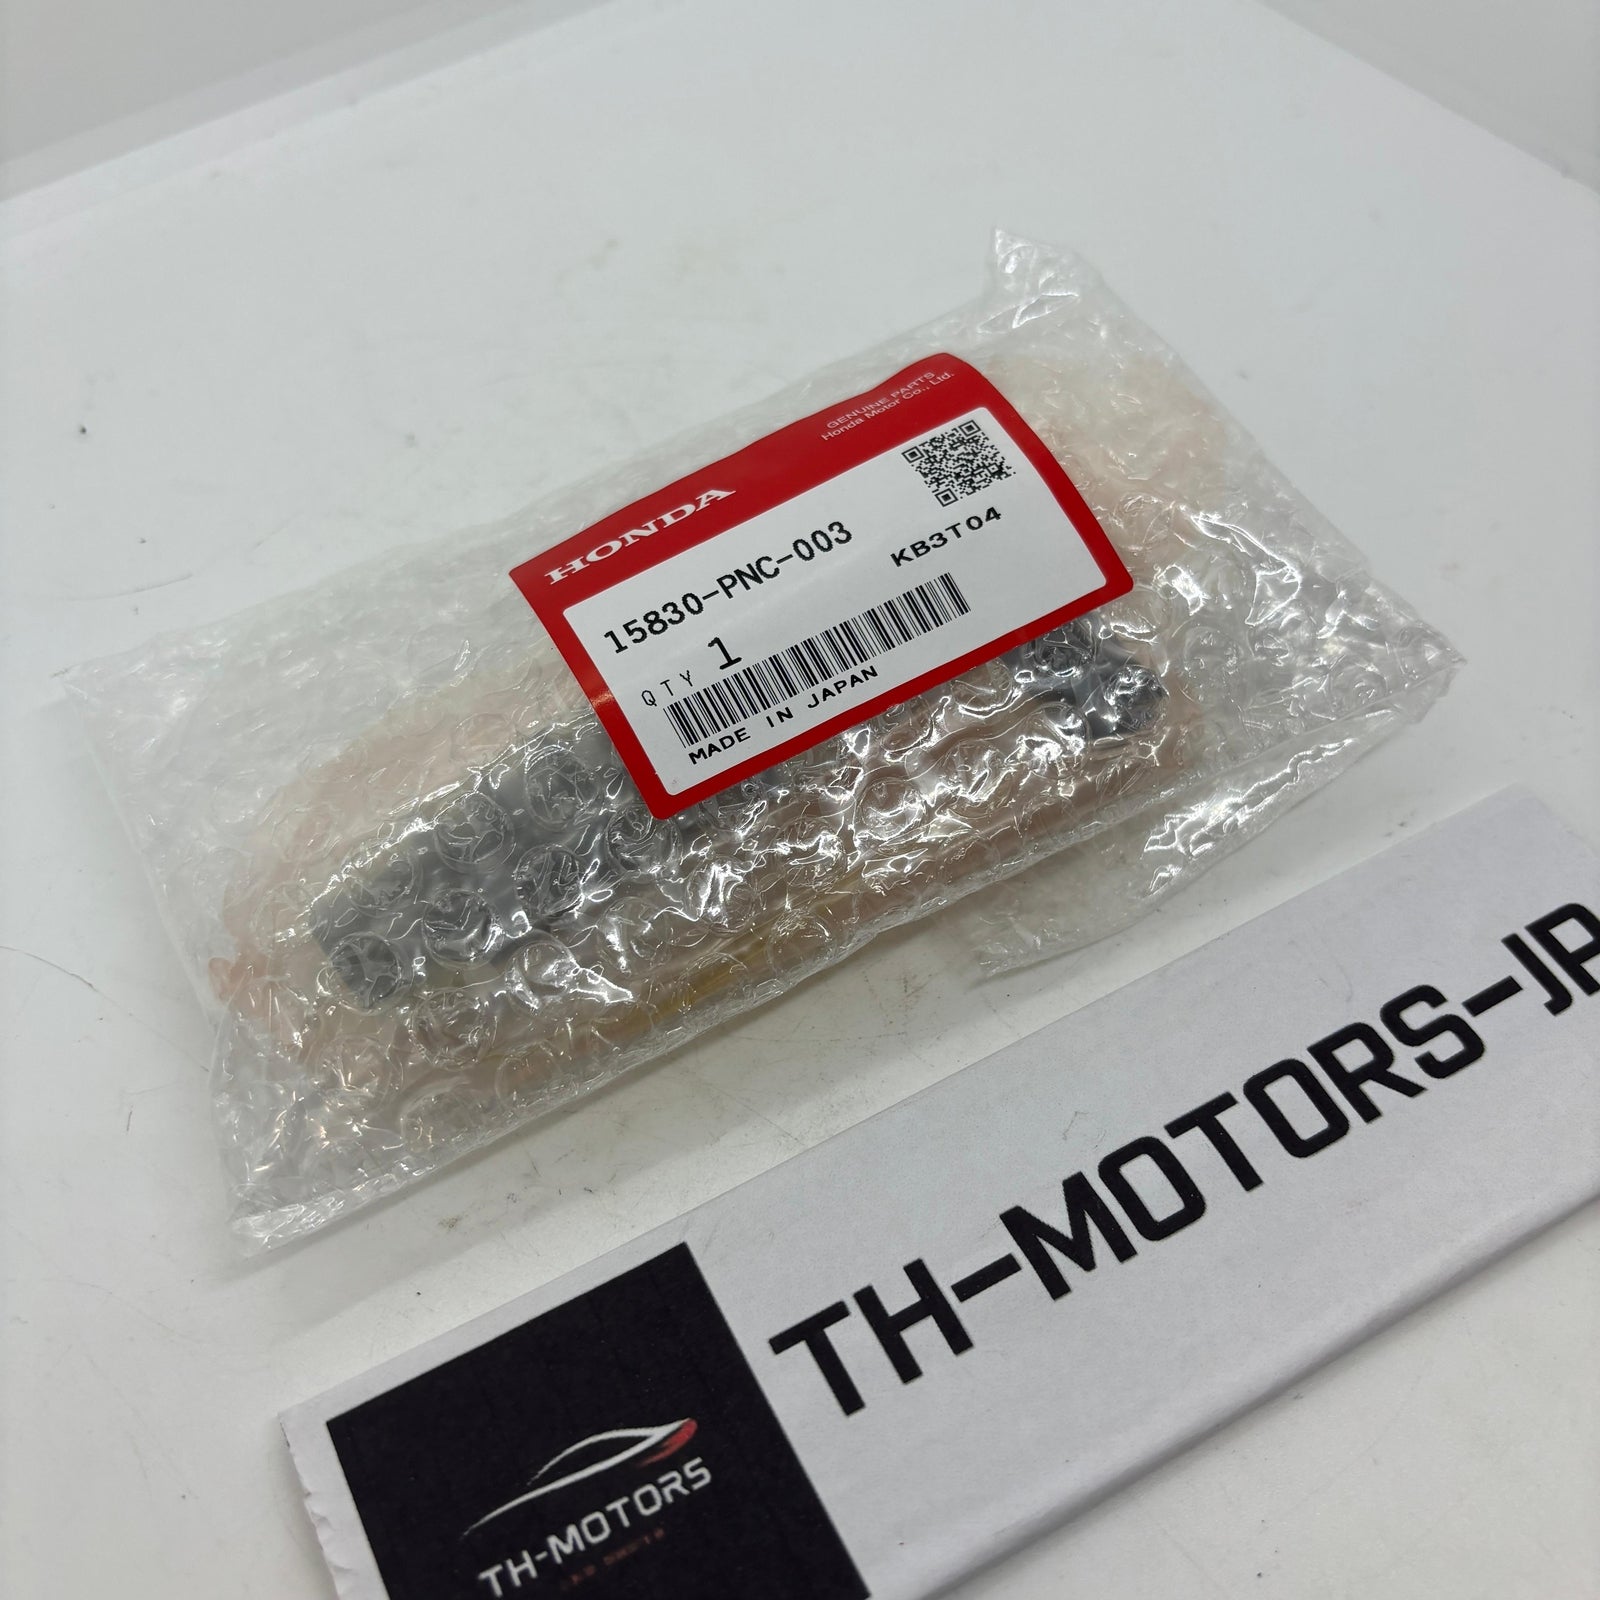 GENUINE PARTS
Honda Motor Co., Ltd.
HONDA
15830-PNC-003
KB3T04
QTY 1
MADE IN JAPAN
TH-MOTORS-JP
TH-MOTORS